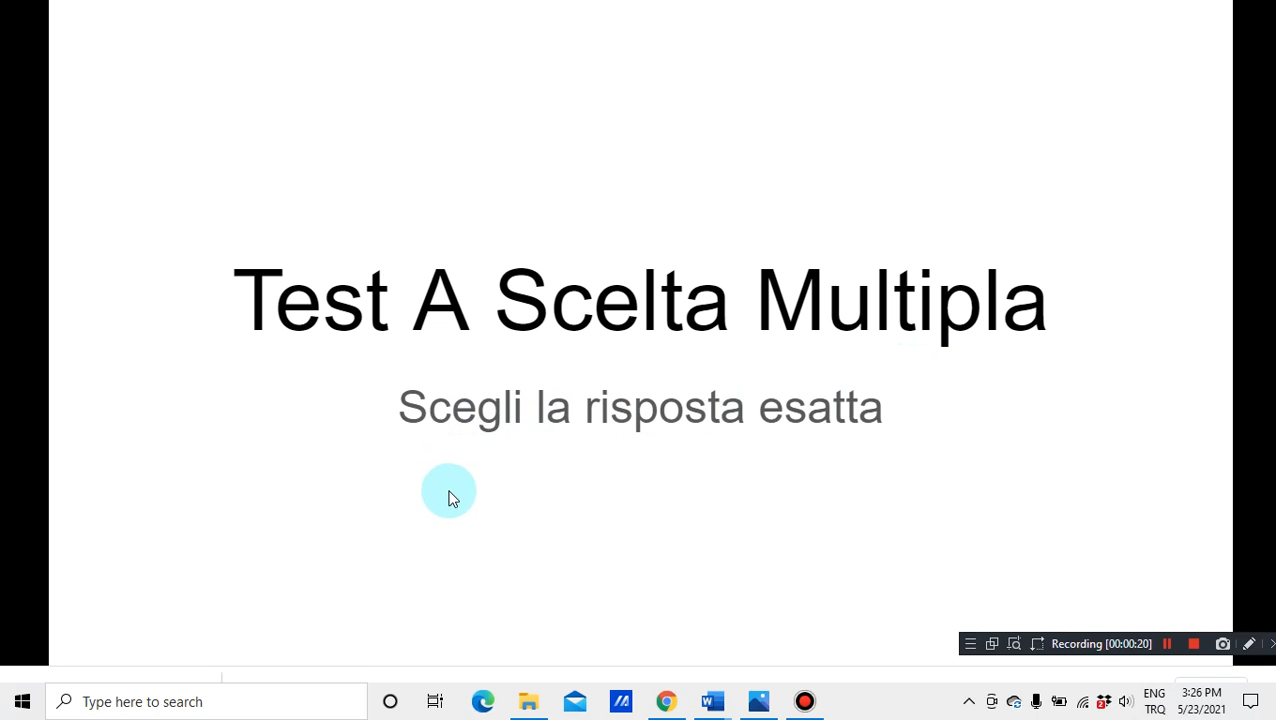 Test A Scelta Multipla
Scegli la risposta esatta
Recording [00:00:20]
Type here to search
ENG
TRQ
3:26 PM
5/23/2021
2